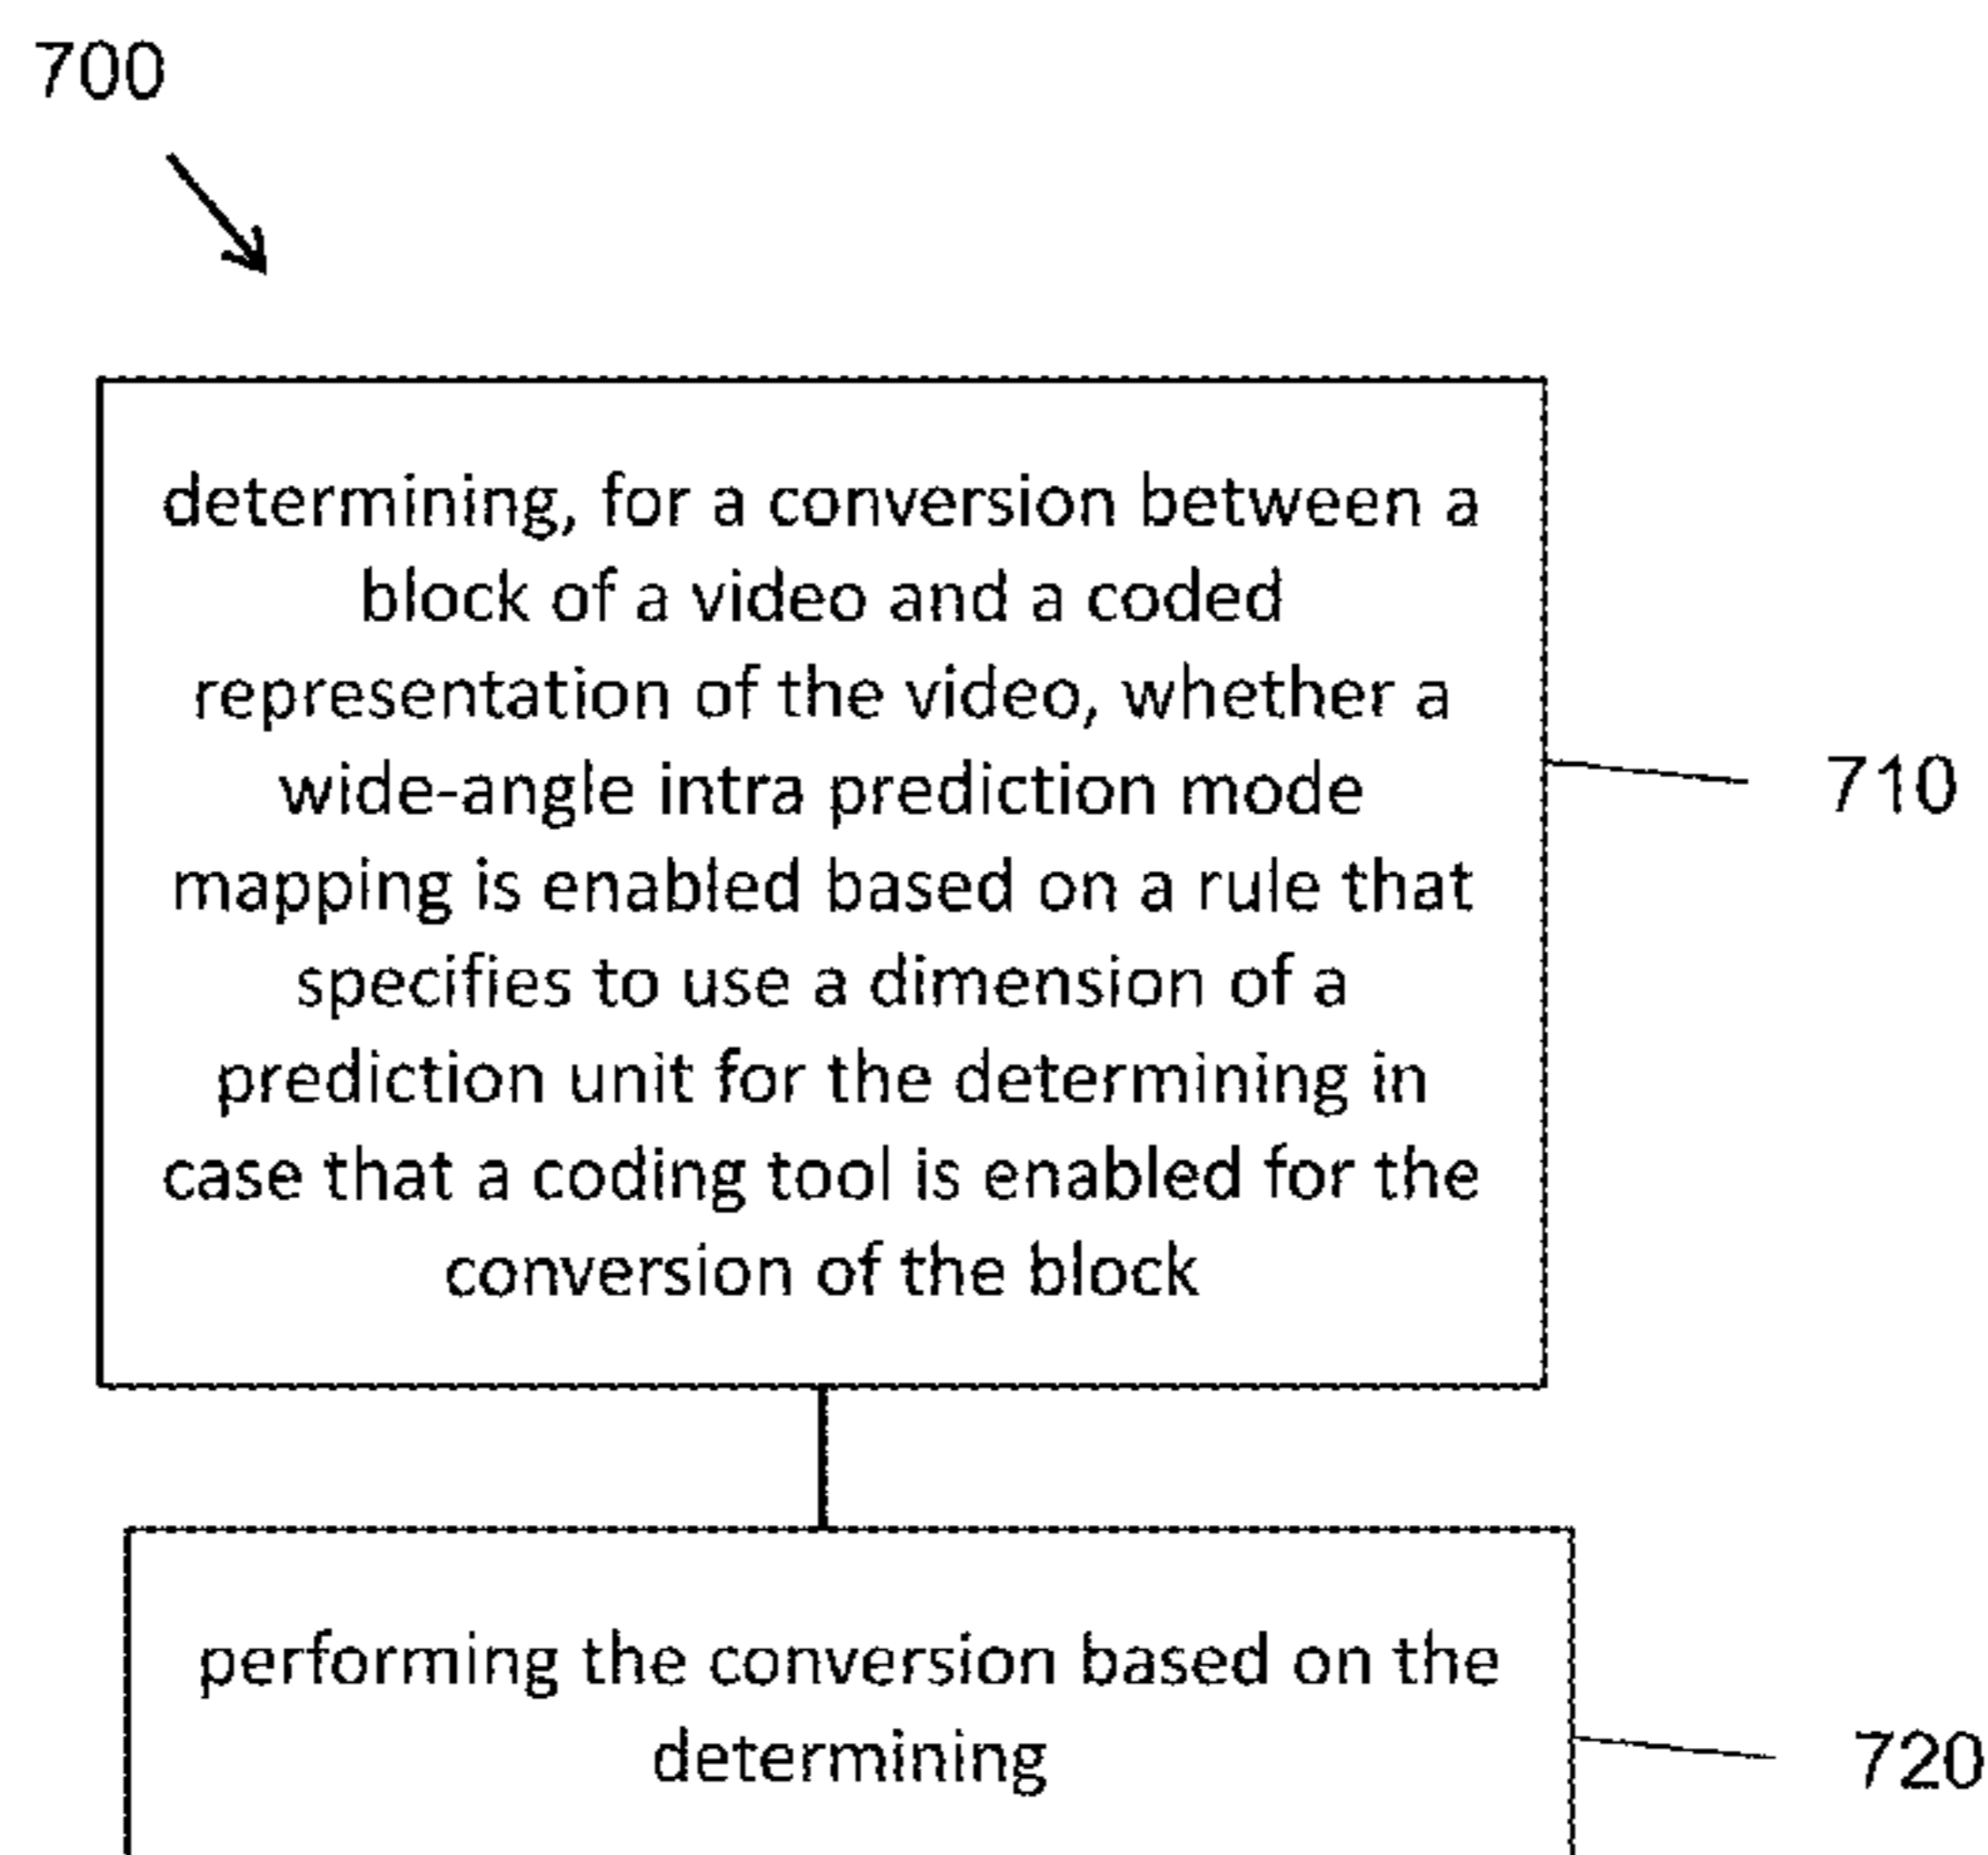 700
determining, for a conversion between a
block of a video and a coded
representation of the video, whether a
wide-angle intra prediction mode
mapping is enabled based on a rule that
specifies to use a dimension of a
prediction unit for the determining in
case that a coding tool is enabled for the
conversion of the block
710
performing the conversion based on the
determining
720